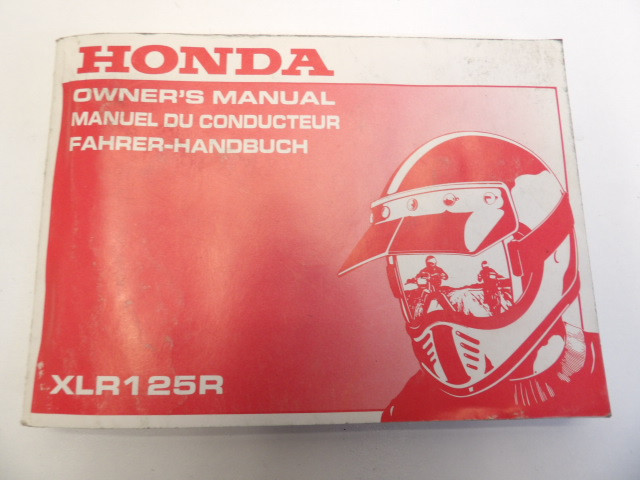 HONDA
OWNER'S MANUAL
MANUEL DU CONDUCTEUR
FAHRER-HANDBUCH
XLR125R